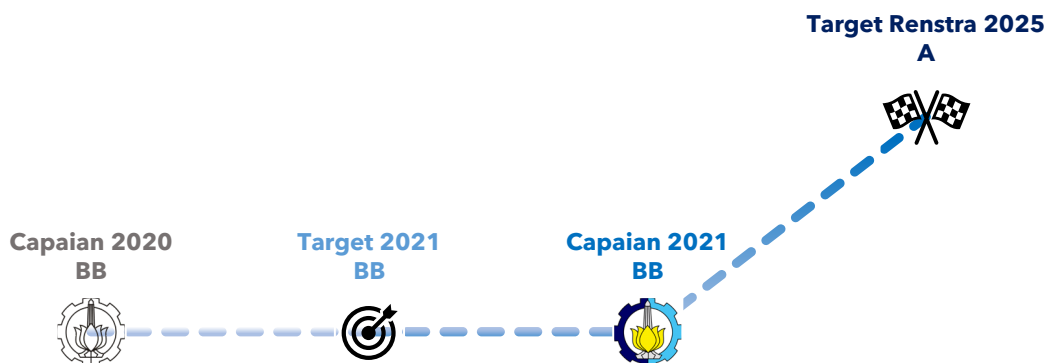 Target Renstra 2025
A
Capaian 2020
BB
Target 2021
BB
Capaian 2021
BB